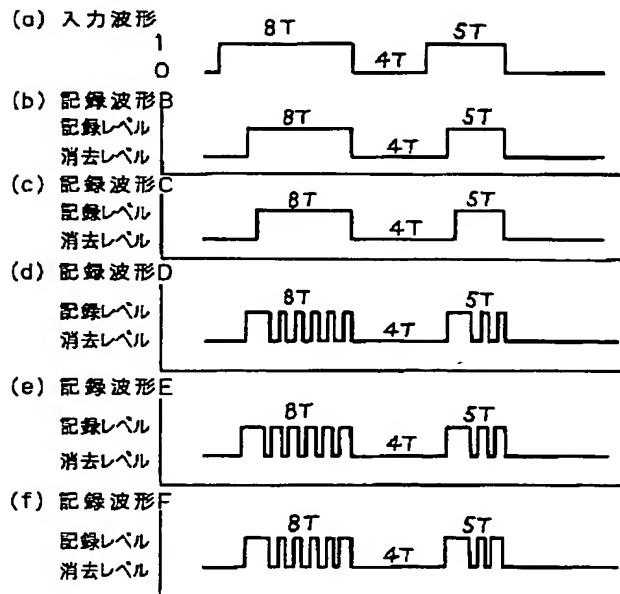 (a) 入力波形
8T
5T
1
4T
0
(b) 記録波形B
8T
5T
記録レベル
4T
消去レベル
(c) 記録波形C
8T
5T
記録レベル
4T
消去レベル
(d) 記録波形D
8T
5T
記録レベル
4T
消去レベル
(e) 記録波形E
8T
5T
記録レベル
4T
消去レベル
(f) 記録波形F
8T
5T
記録レベル
4T
消去レベル